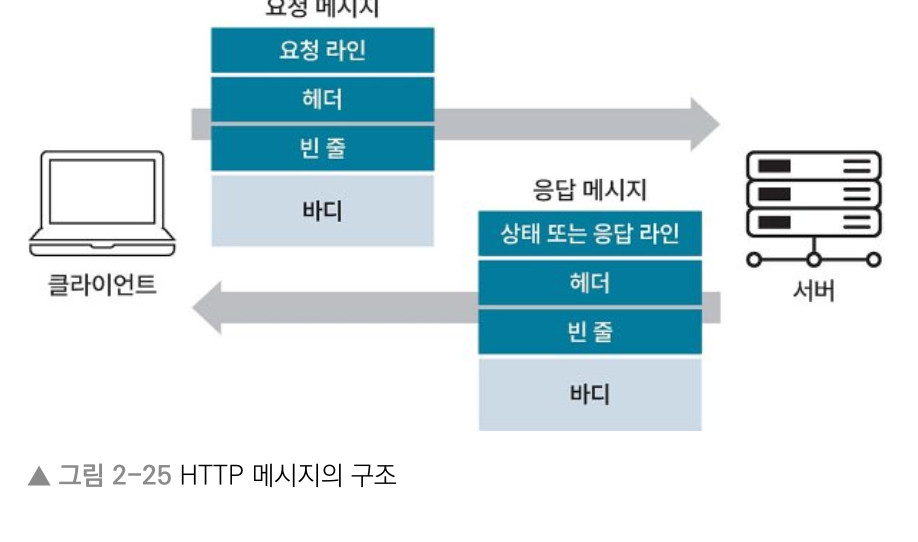 요청 메시지
요청 라인
헤더
빈 줄
바디
클라이언트
응답 메시지
상태 또는 응답 라인
헤더
빈 줄
바디
서버
▲ 그림 2-25 HTTP 메시지의 구조